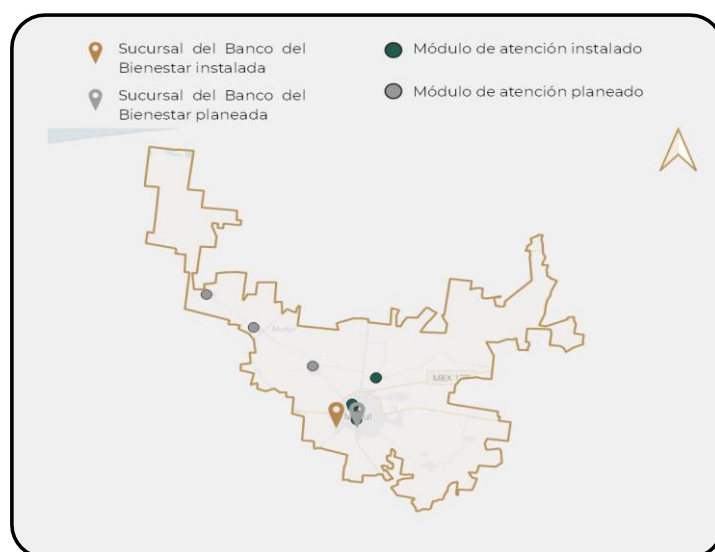 Sucursal del Banco del
Bienestar instalada
Sucursal del Banco del
Bienestar planeada
Módulo de atención instalado
Módulo de atención planeado
Motul
MEX 176